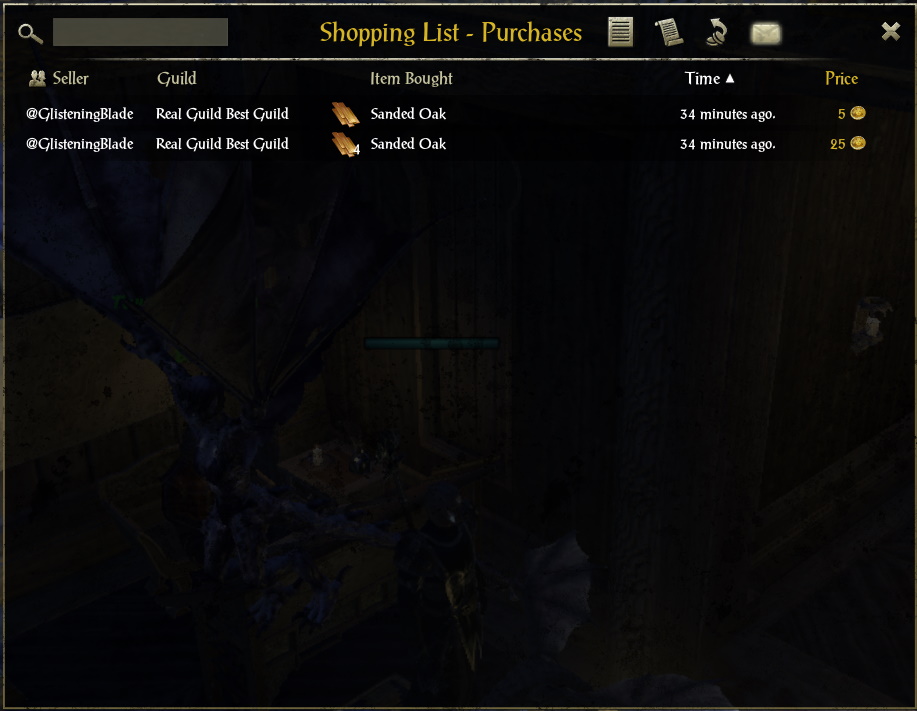 Shopping List - Purchases
Seller Guild Item Bought Time ▲ Price
@GlisteningBlade Real Guild Best Guild Sanded Oak 34 minutes ago. 5
@GlisteningBlade Real Guild Best Guild 4 Sanded Oak 34 minutes ago. 25